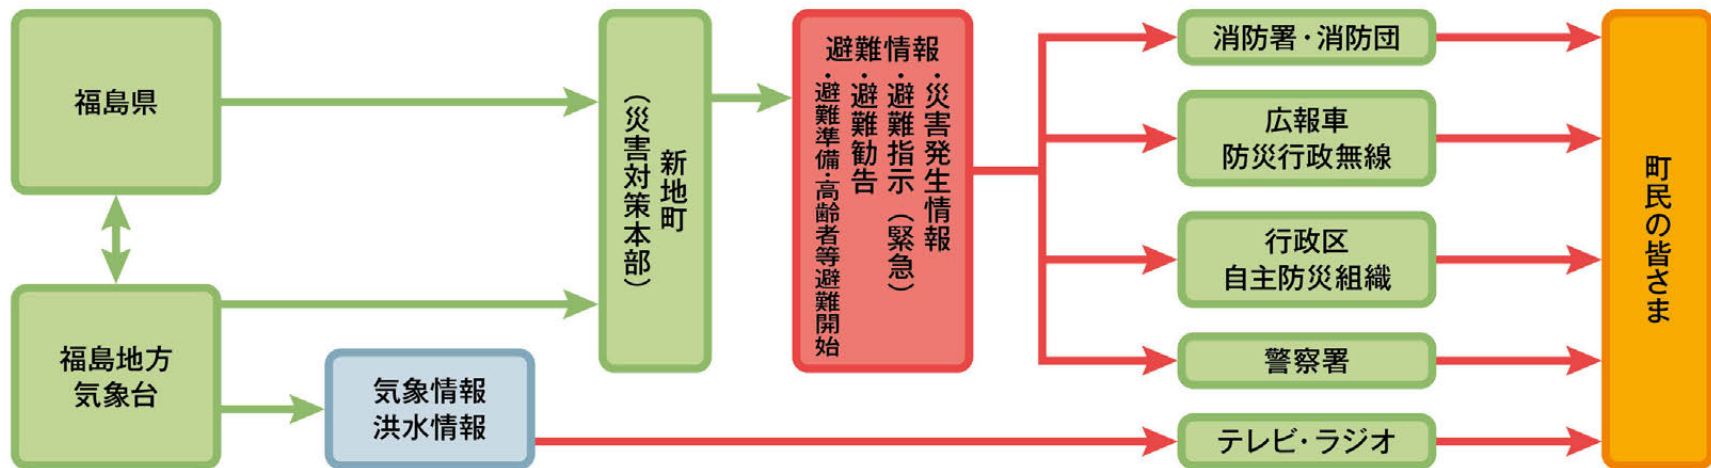 福島県
福島地方
気象台
気象情報
洪水情報
新地町
（災害対策本部）
避難情報
・災害発生情報
・避難指示（緊急）
・避難勧告
・避難準備・高齢者等避難開始
消防署・消防団
広報車
防災行政無線
行政区
自主防災組織
警察署
テレビ・ラジオ
町民の皆さま